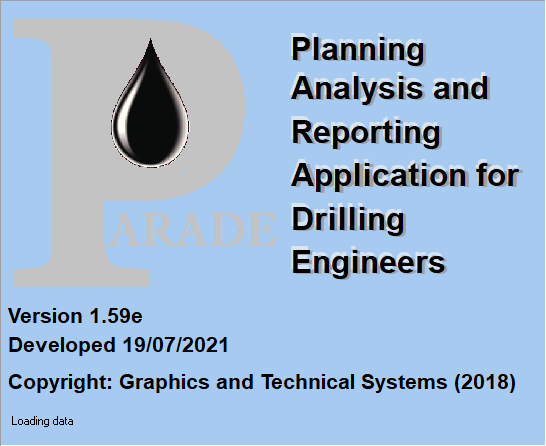 Planning
Analysis and
Reporting
Application for
Drilling
Engineers
PARADE
Version 1.59e
Developed 19/07/2021
Copyright: Graphics and Technical Systems (2018)
Loading data